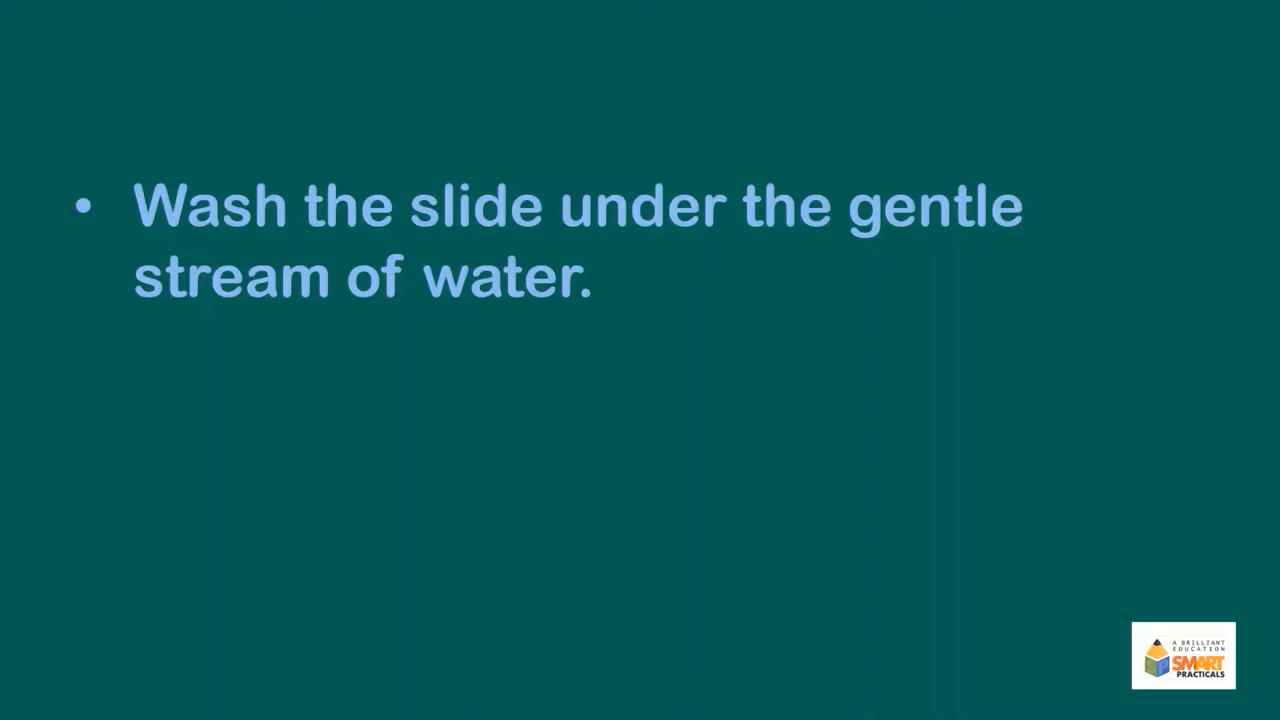 • Wash the slide under the gentle
stream of water.
A BRILLIANT
EDUCATION
SMART
PRACTICALS